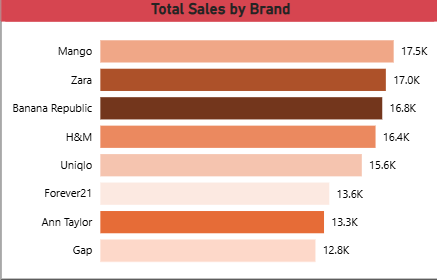 Total Sales by Brand
Mango 17.5K
Zara 17.0K
Banana Republic 16.8K
H&M 16.4K
Uniqlo 15.6K
Forever21 13.6K
Ann Taylor 13.3K
Gap 12.8K